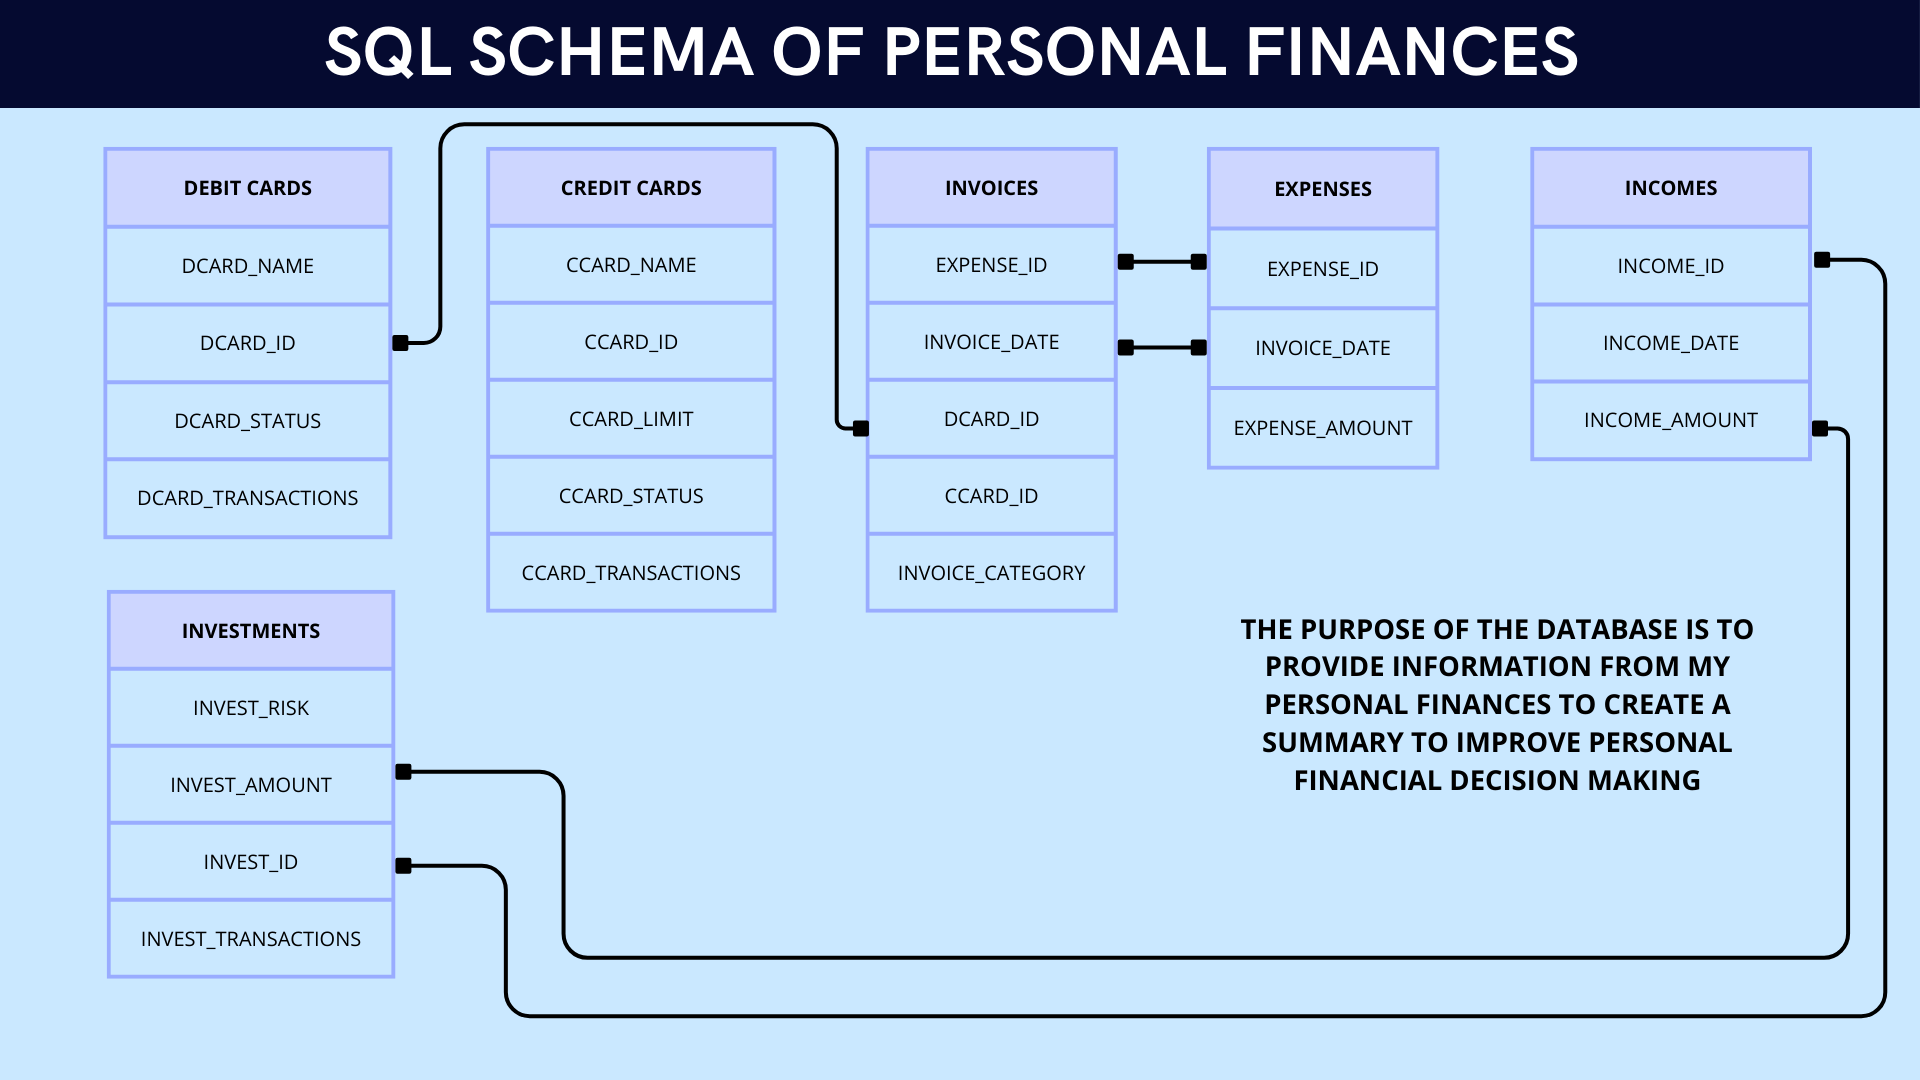 SQL SCHEMA OF PERSONAL FINANCES
DEBIT CARDS
DCARD_NAME
DCARD_ID
DCARD_STATUS
DCARD_TRANSACTIONS
CREDIT CARDS
CCARD_NAME
CCARD_ID
CCARD_LIMIT
CCARD_STATUS
CCARD_TRANSACTIONS
INVOICES
EXPENSE_ID
INVOICE_DATE
DCARD_ID
CCARD_ID
INVOICE_CATEGORY
EXPENSES
EXPENSE_ID
INVOICE_DATE
EXPENSE_AMOUNT
INCOMES
INCOME_ID
INCOME_DATE
INCOME_AMOUNT
INVESTMENTS
INVEST_RISK
INVEST_AMOUNT
INVEST_ID
INVEST_TRANSACTIONS
THE PURPOSE OF THE DATABASE IS TO
PROVIDE INFORMATION FROM MY
PERSONAL FINANCES TO CREATE A
SUMMARY TO IMPROVE PERSONAL
FINANCIAL DECISION MAKING